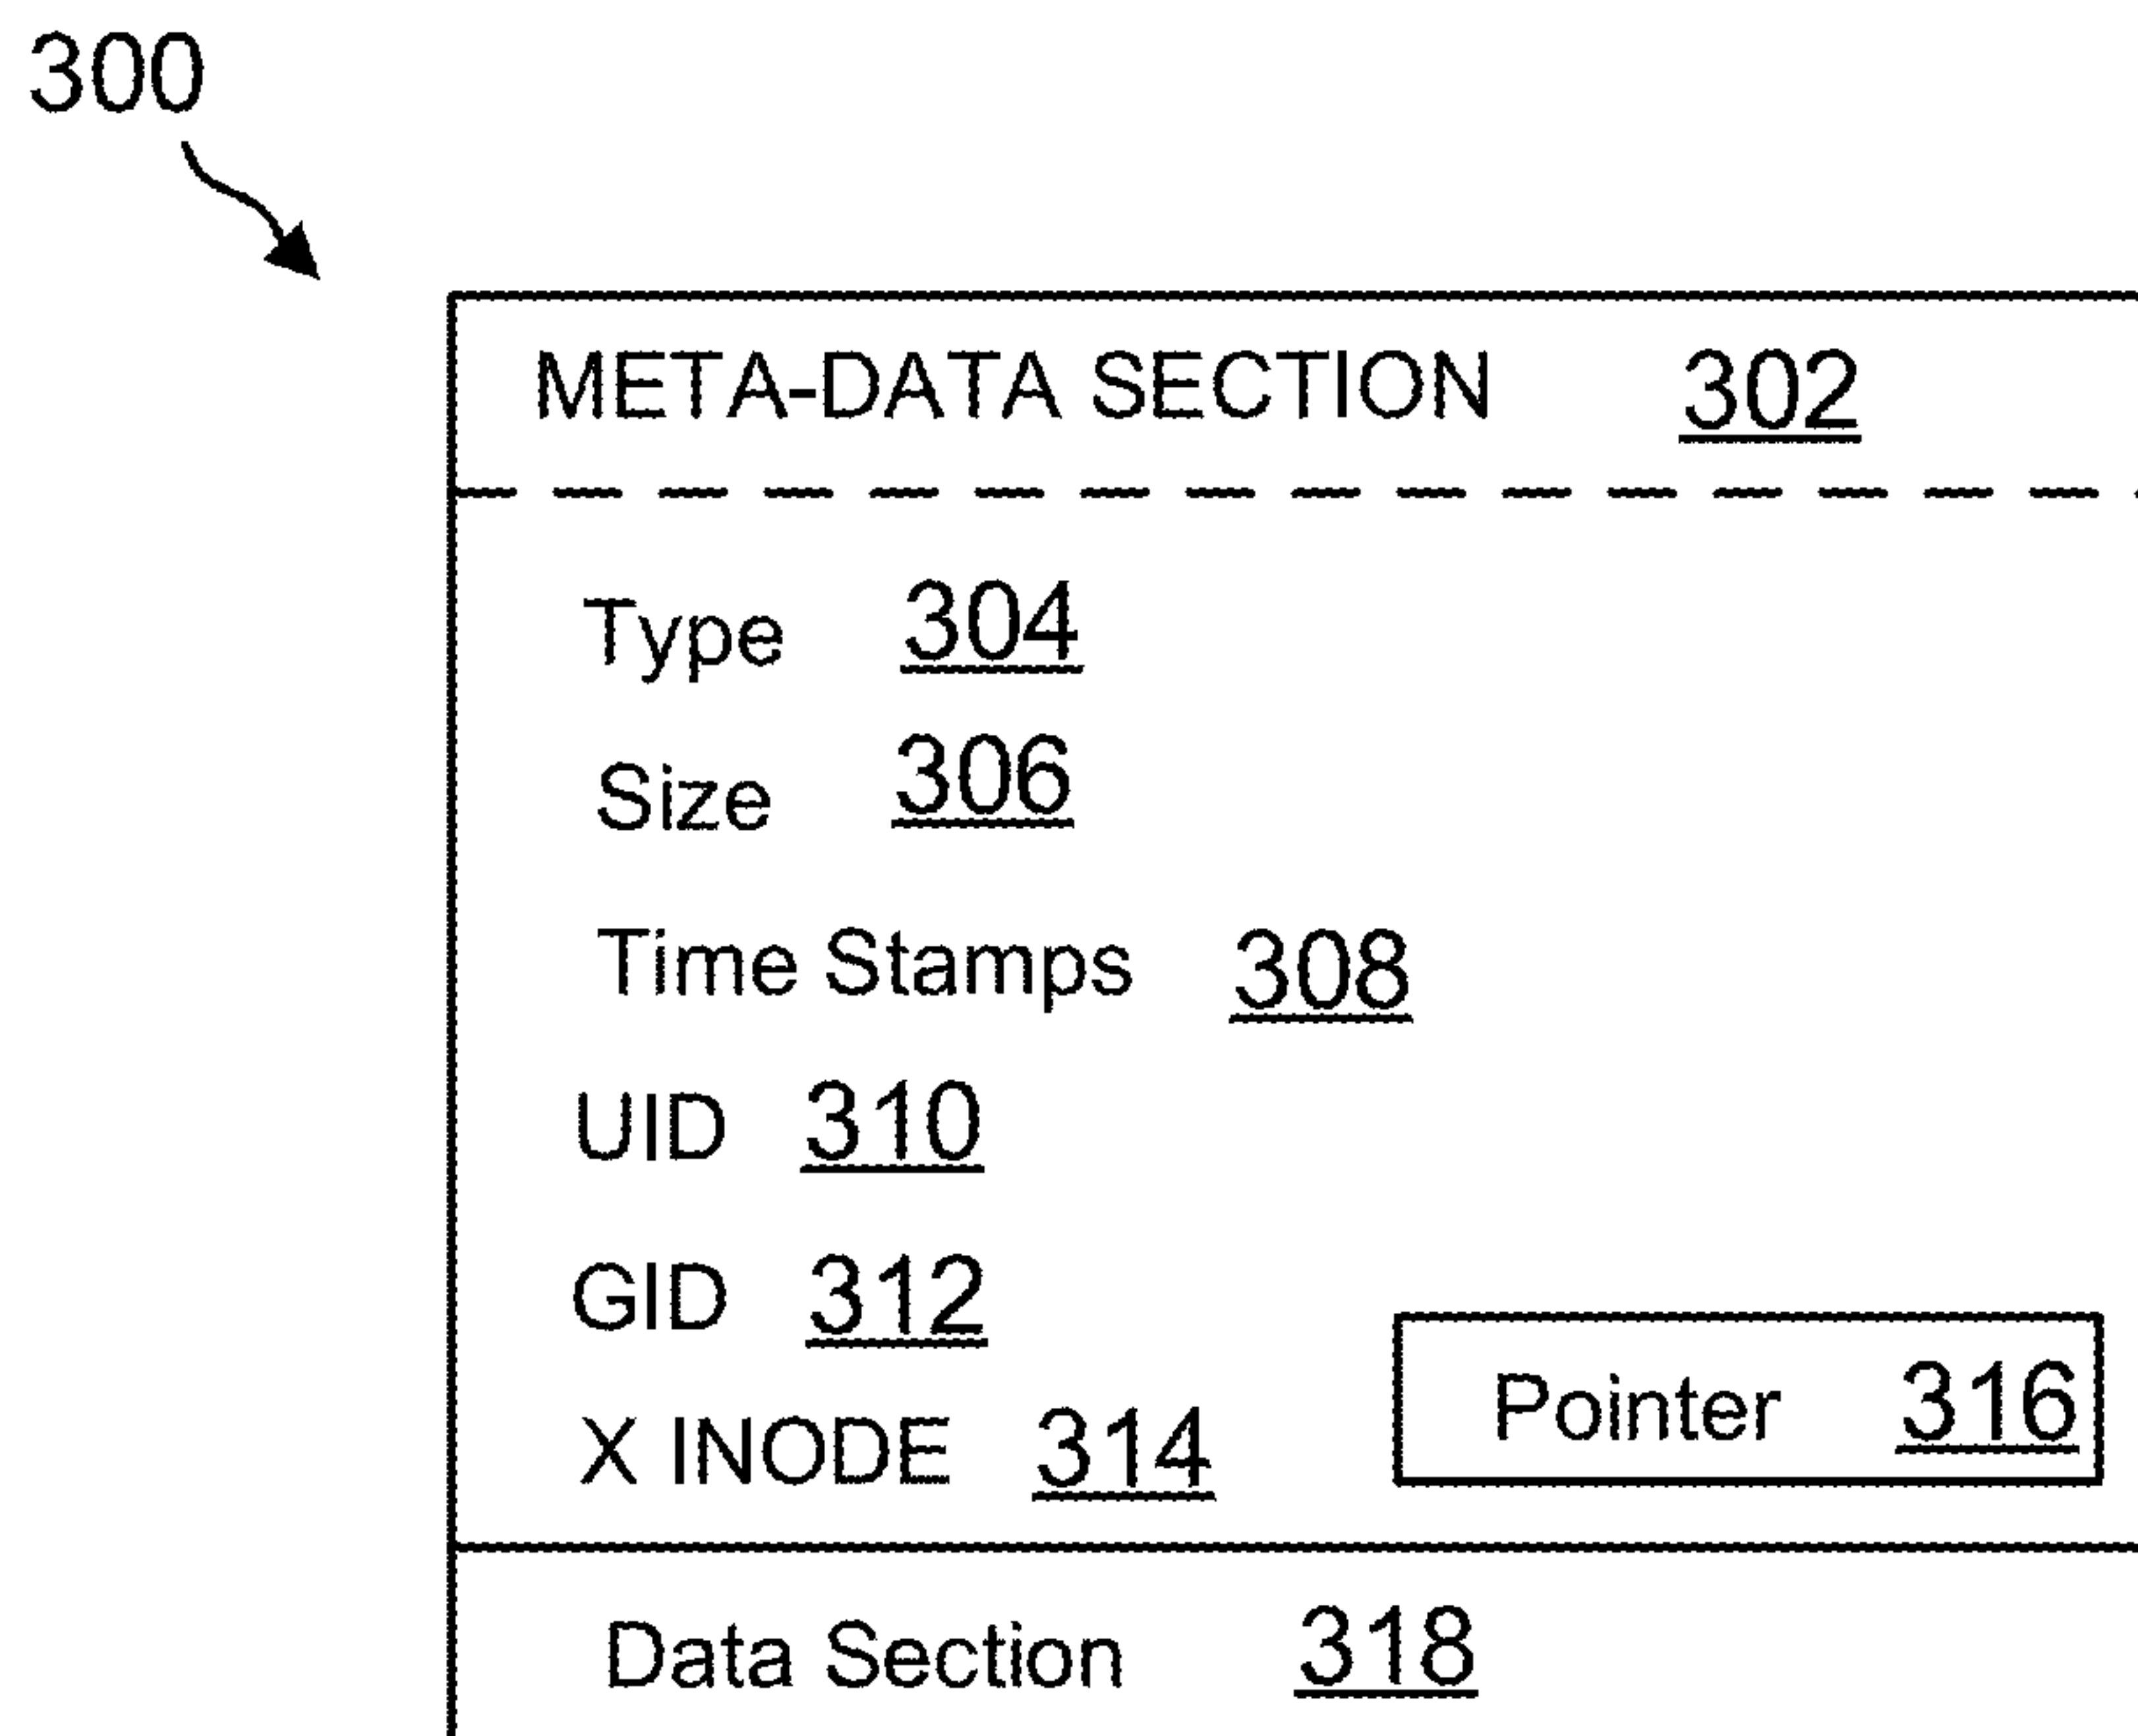 300
META-DATA SECTION 302
Type 304
Size 306
Time Stamps 308
UID 310
GID 312
X INODE 314
Pointer 316
Data Section 318